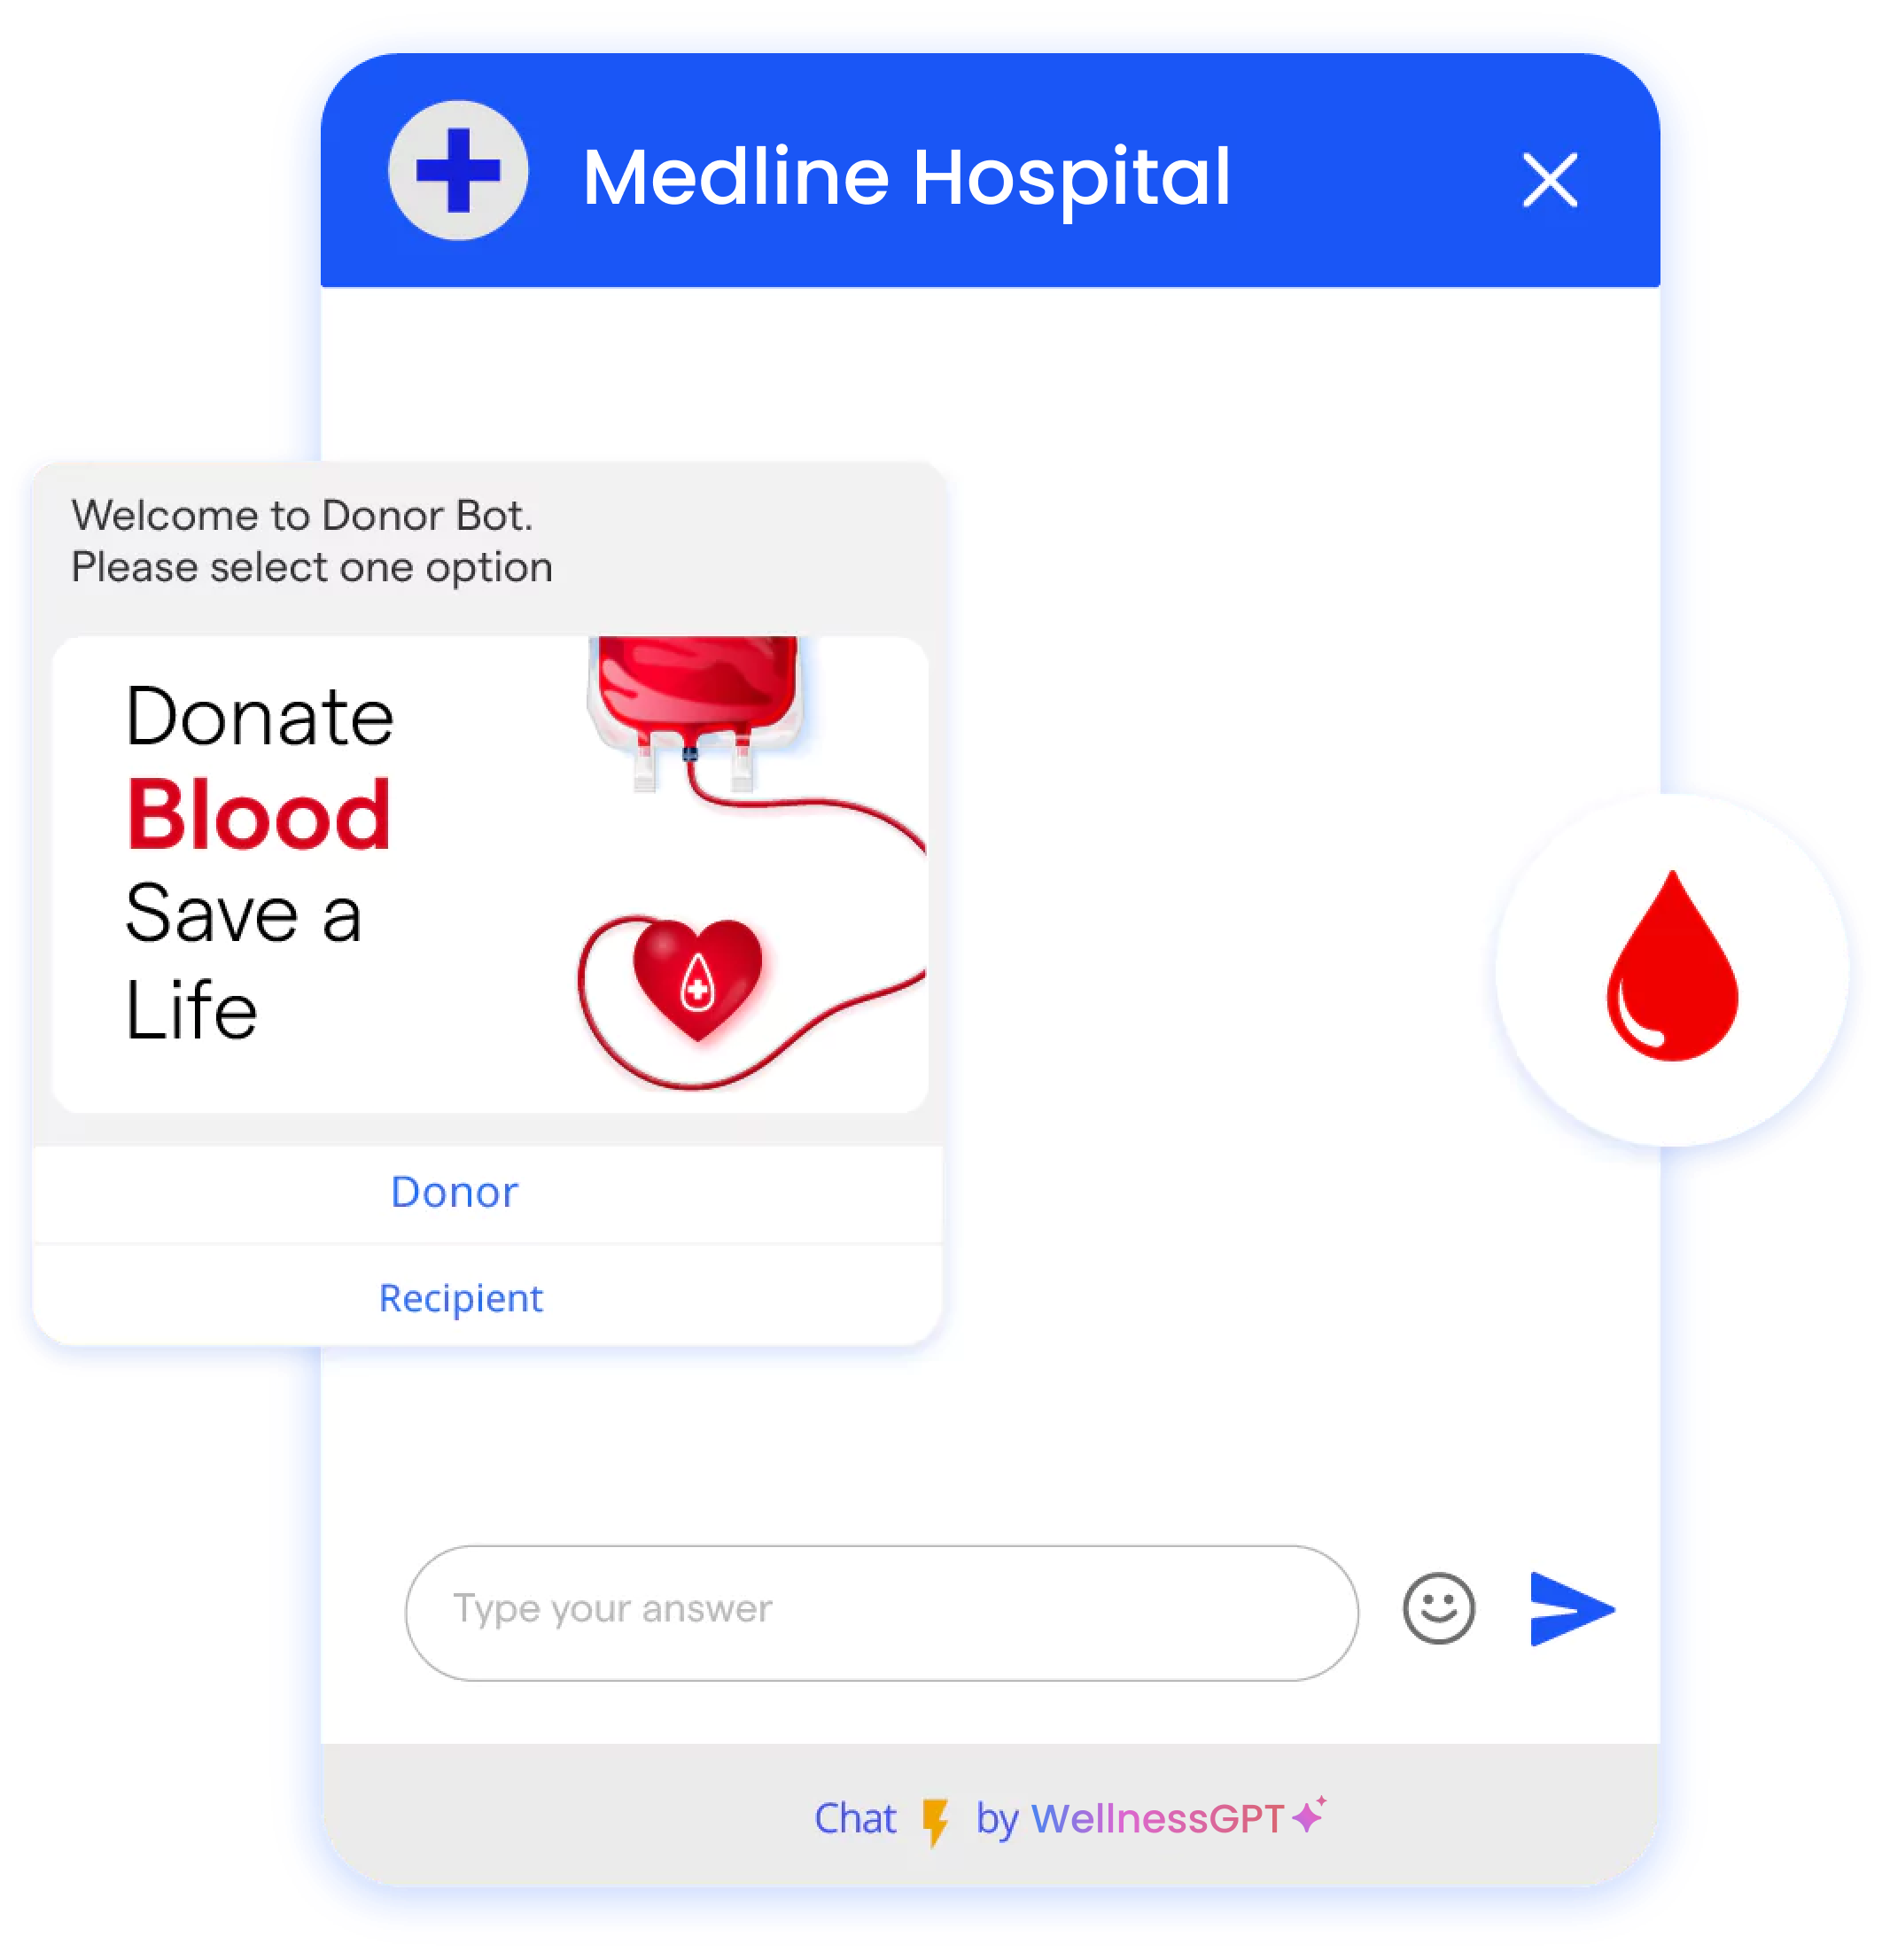 Medline Hospital
Welcome to Donor Bot.
Please select one option
Donate
Blood
Save a
Life
Donor
Recipient
Type your answer
Chat by WellnessGPT